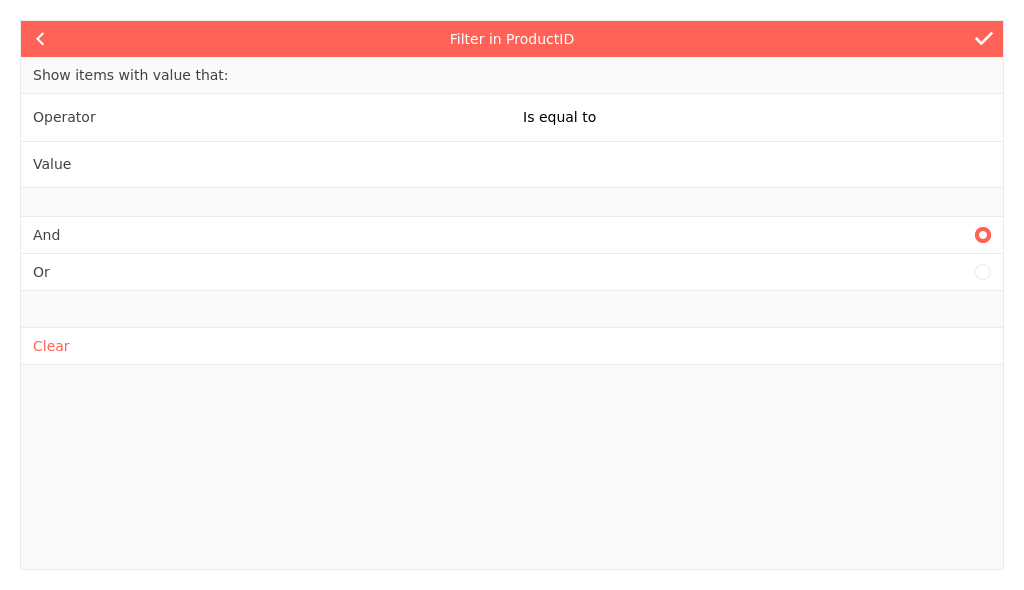 Filter in ProductID
Show items with value that:
Operator Is equal to
Value
And
Or
Clear